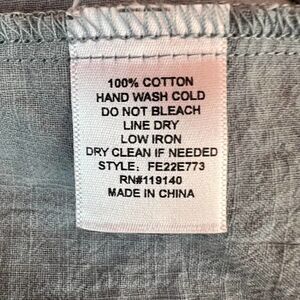 100% COTTON
HAND WASH COLD
DO NOT BLEACH
LINE DRY
LOW IRON
DRY CLEAN IF NEEDED
STYLE: FE22E773
RN#119140
MADE IN CHINA